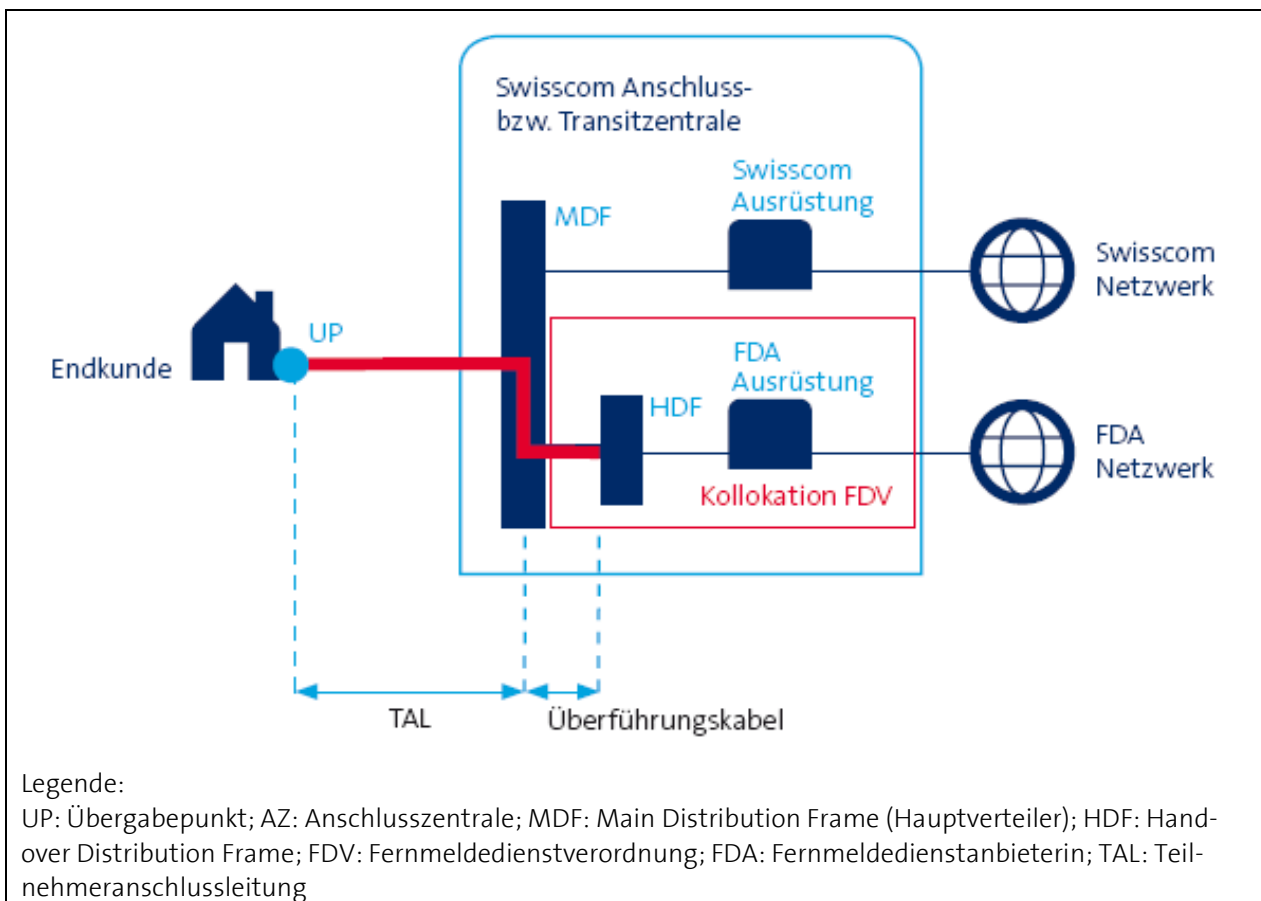 Swisscom Anschluss-
bzw. Transitzentrale
Swisscom
Ausrüstung
MDF
Swisscom
Netzwerk
UP
Endkunde
FDA
Ausrüstung
HDF
FDA
Netzwerk
Kollokation FDV
TAL
Überführungskabel
Legende:
UP: Übergabepunkt; AZ: Anschlusszentrale; MDF: Main Distribution Frame (Hauptverteiler); HDF: Hand-
over Distribution Frame; FDV: Fernmeldedienstverordnung; FDA: Fernmeldedienstanbieterin; TAL: Teil-
nehmeranschlussleitung